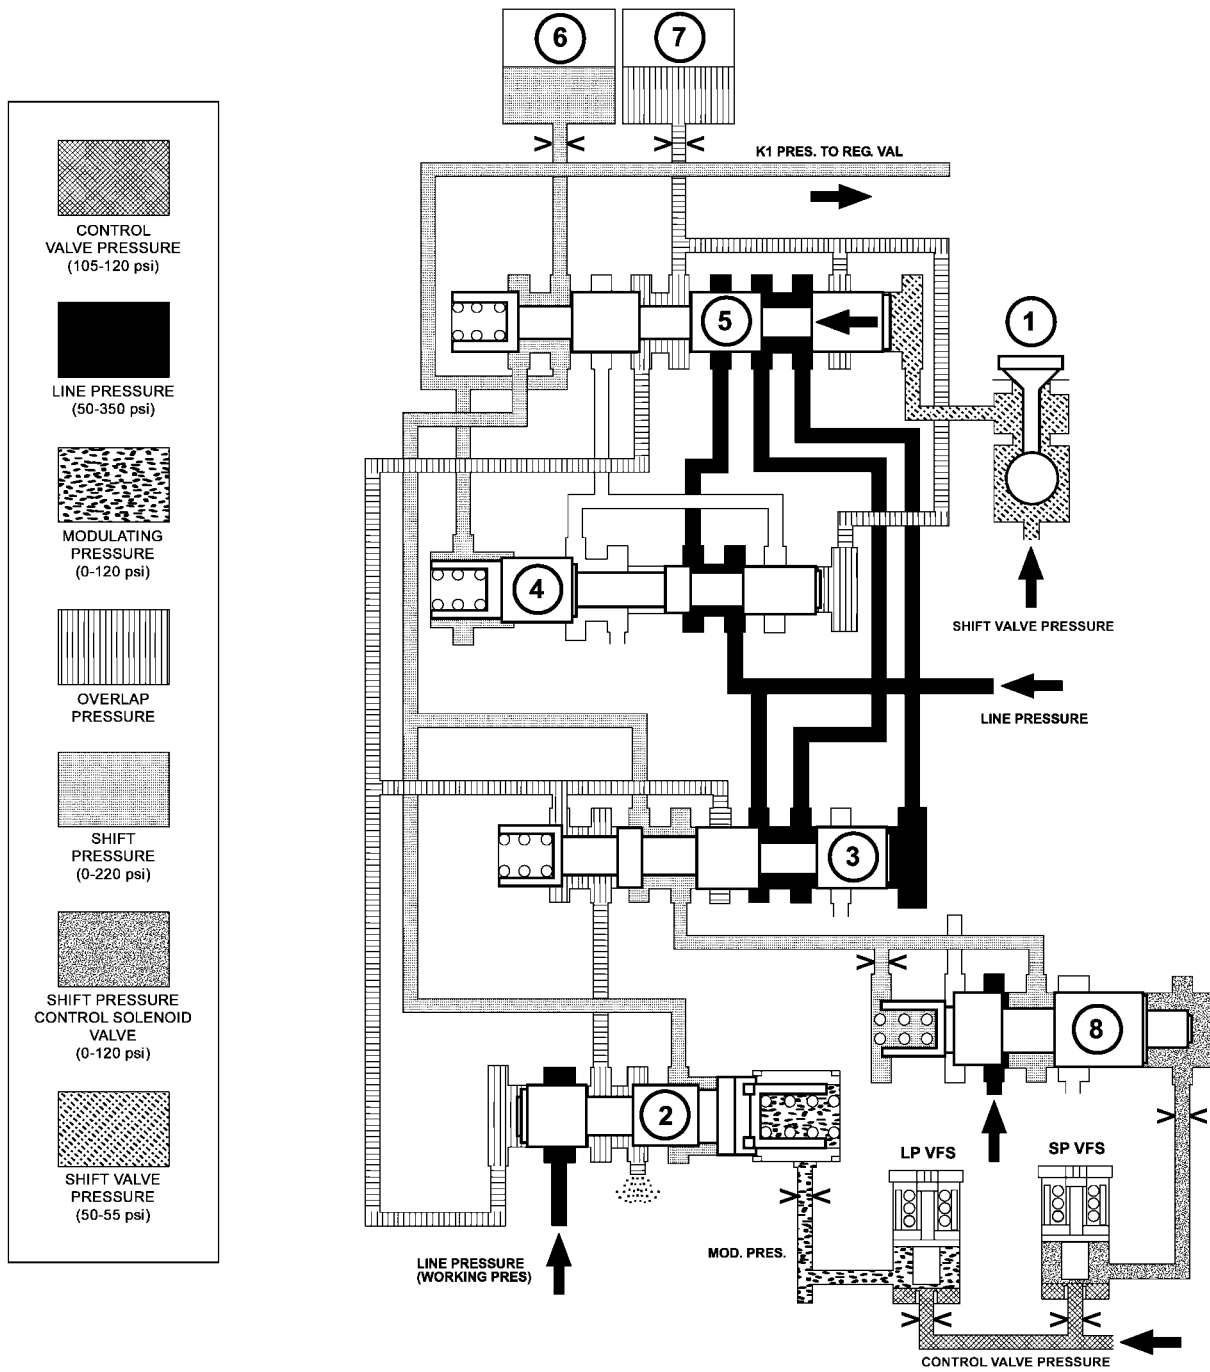 CONTROL
VALVE PRESSURE
(105-120 psi)
LINE PRESSURE
(50-350 psi)
MODULATING
PRESSURE
(0-120 psi)
OVERLAP
PRESSURE
SHIFT
PRESSURE
(0-220 psi)
SHIFT PRESSURE
CONTROL SOLENOID
VALVE
(0-120 psi)
SHIFT VALVE
PRESSURE
(50-55 psi)
6
7
K1 PRES. TO REG. VAL
5
1
SHIFT VALVE PRESSURE
4
LINE PRESSURE
3
8
2
LP VFS
SP VFS
MOD. PRES.
LINE PRESSURE
(WORKING PRES)
CONTROL VALVE PRESSURE